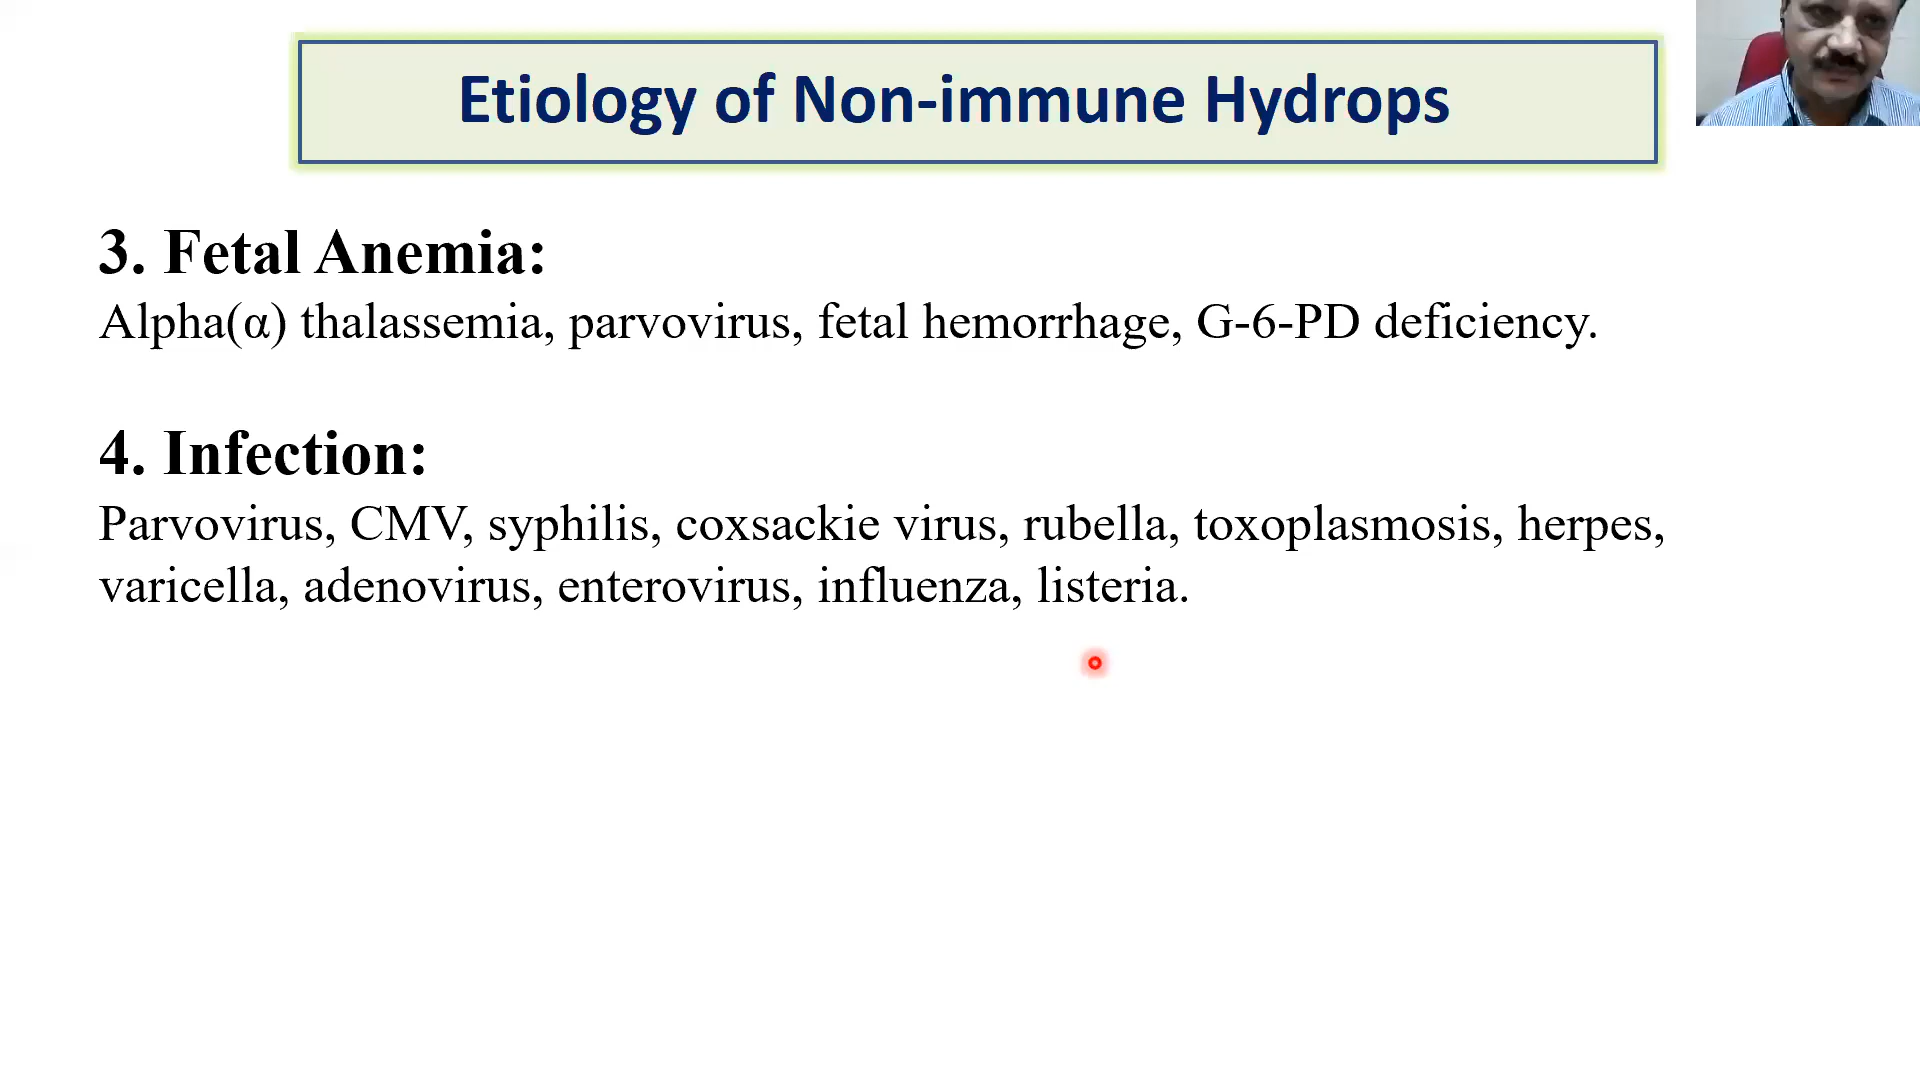 Etiology of Non-immune Hydrops
3. Fetal Anemia:
Alpha(α) thalassemia, parvovirus, fetal hemorrhage, G-6-PD deficiency.
4. Infection:
Parvovirus, CMV, syphilis, coxsackie virus, rubella, toxoplasmosis, herpes,
varicella, adenovirus, enterovirus, influenza, listeria.